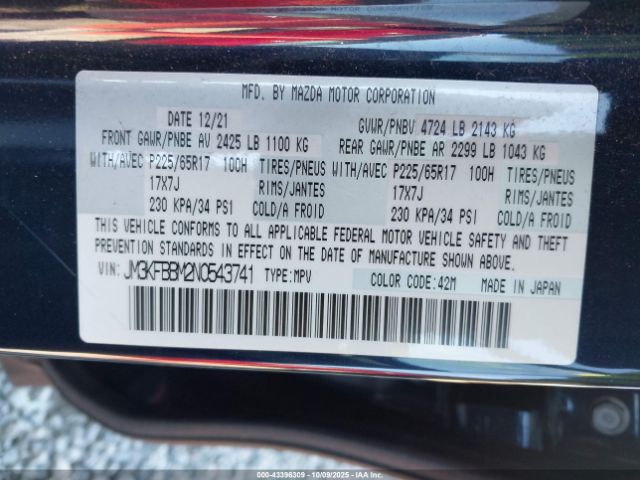 MFD. BY MAZDA MOTOR CORPORATION
DATE 12/21 GVWR/PNBV 4724 LB 2143 KG
FRONT GAWR/PNBE AV 2425 LB 1100 KG REAR GAWR/PNBE AR 2299 LB 1043 KG
WITH/AVEC P225/65R17 100H TIRES/PNEUS WITH/AVEC P225/65R17 100H TIRES/PNEUS
17X7J RIMS/JANTES 17X7J RIMS/JANTES
230 KPA/34 PSI COLD/A FROID 230 KPA/34 PSI COLD/A FROID
THIS VEHICLE CONFORMS TO ALL APPLICABLE FEDERAL MOTOR VEHICLE SAFETY AND THEFT
PREVENTION STANDARDS IN EFFECT ON THE DATE OF MANUFACTURE SHOWN ABOVE.
VIN: JM3KFBBM2N0543741 TYPE:MPV COLOR CODE:42M MADE IN JAPAN
000-43396309 10/09/2025 IAAI.COM